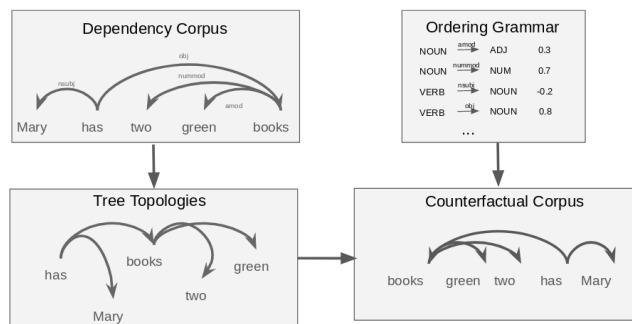 Dependency Corpus
obj
nummod
nsubj
amod
Mary has two green books
Ordering Grammar
NOUN amod ADJ 0.3
NOUN nummod NUM 0.7
VERB nsubj NOUN -0.2
VERB obj NOUN 0.8
...
Tree Topologies
has
books
green
two
Mary
Counterfactual Corpus
books green two has Mary